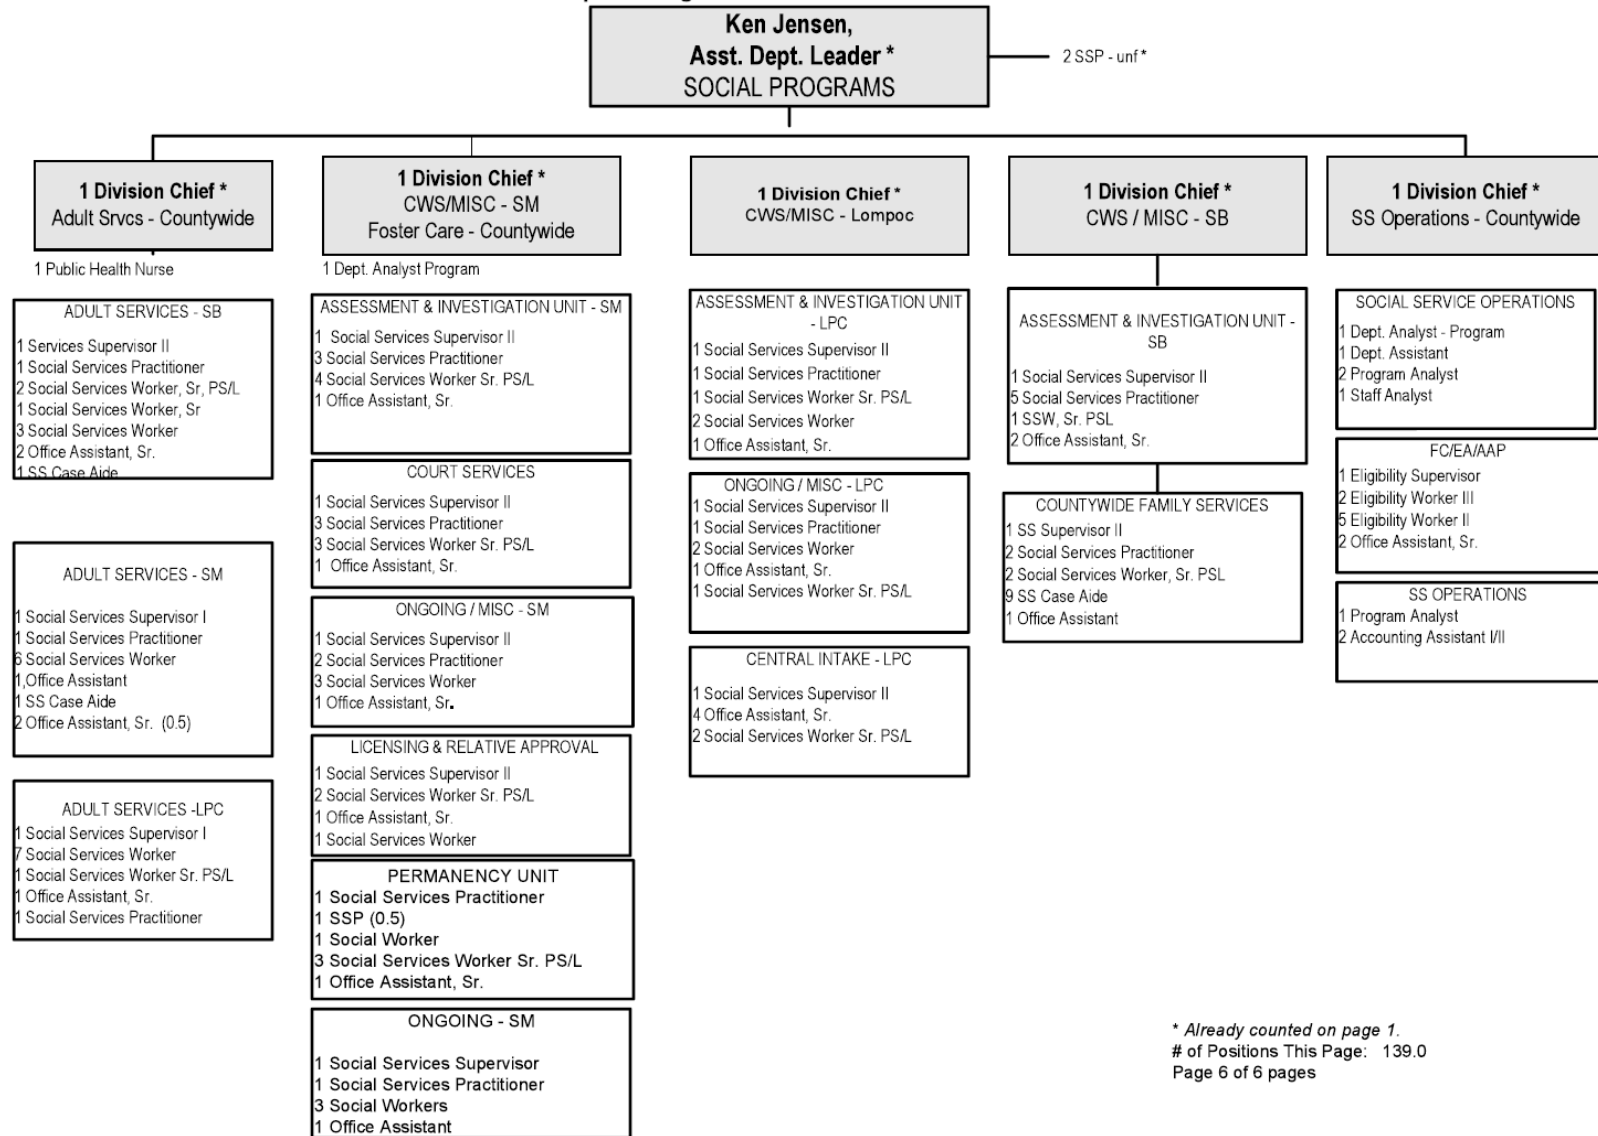 Ken Jensen,
Asst. Dept. Leader *
SOCIAL PROGRAMS
2 SSP - unf *
1 Division Chief *
Adult Srvcs - Countywide
1 Public Health Nurse
ADULT SERVICES - SB
1 Services Supervisor II
1 Social Services Practitioner
2 Social Services Worker, Sr, PS/L
1 Social Services Worker, Sr
3 Social Services Worker
2 Office Assistant, Sr.
1 SS Case Aide
ADULT SERVICES - SM
1 Social Services Supervisor I
1 Social Services Practitioner
6 Social Services Worker
1,Office Assistant
1 SS Case Aide
2 Office Assistant, Sr. (0.5)
ADULT SERVICES -LPC
1 Social Services Supervisor I
7 Social Services Worker
1 Social Services Worker Sr. PS/L
1 Office Assistant, Sr.
1 Social Services Practitioner
1 Division Chief *
CWS/MISC - SM
Foster Care - Countywide
1 Dept. Analyst Program
ASSESSMENT & INVESTIGATION UNIT - SM
1 Social Services Supervisor II
3 Social Services Practitioner
4 Social Services Worker Sr. PS/L
1 Office Assistant, Sr.
COURT SERVICES
1 Social Services Supervisor II
3 Social Services Practitioner
3 Social Services Worker Sr. PS/L
1 Office Assistant, Sr.
ONGOING / MISC - SM
1 Social Services Supervisor II
2 Social Services Practitioner
3 Social Services Worker
1 Office Assistant, Sr.
LICENSING & RELATIVE APPROVAL
1 Social Services Supervisor II
2 Social Services Worker Sr. PS/L
1 Office Assistant, Sr.
1 Social Services Worker
PERMANENCY UNIT
1 Social Services Practitioner
1 SSP (0.5)
1 Social Worker
3 Social Services Worker Sr. PS/L
1 Office Assistant, Sr.
ONGOING - SM
1 Social Services Supervisor
1 Social Services Practitioner
3 Social Workers
1 Office Assistant
1 Division Chief *
CWS/MISC - Lompoc
ASSESSMENT & INVESTIGATION UNIT
- LPC
1 Social Services Supervisor II
1 Social Services Practitioner
1 Social Services Worker Sr. PS/L
2 Social Services Worker
1 Office Assistant, Sr.
ONGOING / MISC - LPC
1 Social Services Supervisor II
1 Social Services Practitioner
2 Social Services Worker
1 Office Assistant, Sr.
1 Social Services Worker Sr. PS/L
CENTRAL INTAKE - LPC
1 Social Services Supervisor II
4 Office Assistant, Sr.
2 Social Services Worker Sr. PS/L
1 Division Chief *
CWS / MISC - SB
ASSESSMENT & INVESTIGATION UNIT -
SB
1 Social Services Supervisor II
5 Social Services Practitioner
1 SSW, Sr. PSL
2 Office Assistant, Sr.
COUNTYWIDE FAMILY SERVICES
1 SS Supervisor II
2 Social Services Practitioner
2 Social Services Worker, Sr. PSL
9 SS Case Aide
1 Office Assistant
1 Division Chief *
SS Operations - Countywide
SOCIAL SERVICE OPERATIONS
1 Dept. Analyst - Program
1 Dept. Assistant
2 Program Analyst
1 Staff Analyst
FC/EA/AAP
1 Eligibility Supervisor
2 Eligibility Worker III
5 Eligibility Worker II
2 Office Assistant, Sr.
SS OPERATIONS
1 Program Analyst
2 Accounting Assistant I/II
* Already counted on page 1.
# of Positions This Page: 139.0
Page 6 of 6 pages